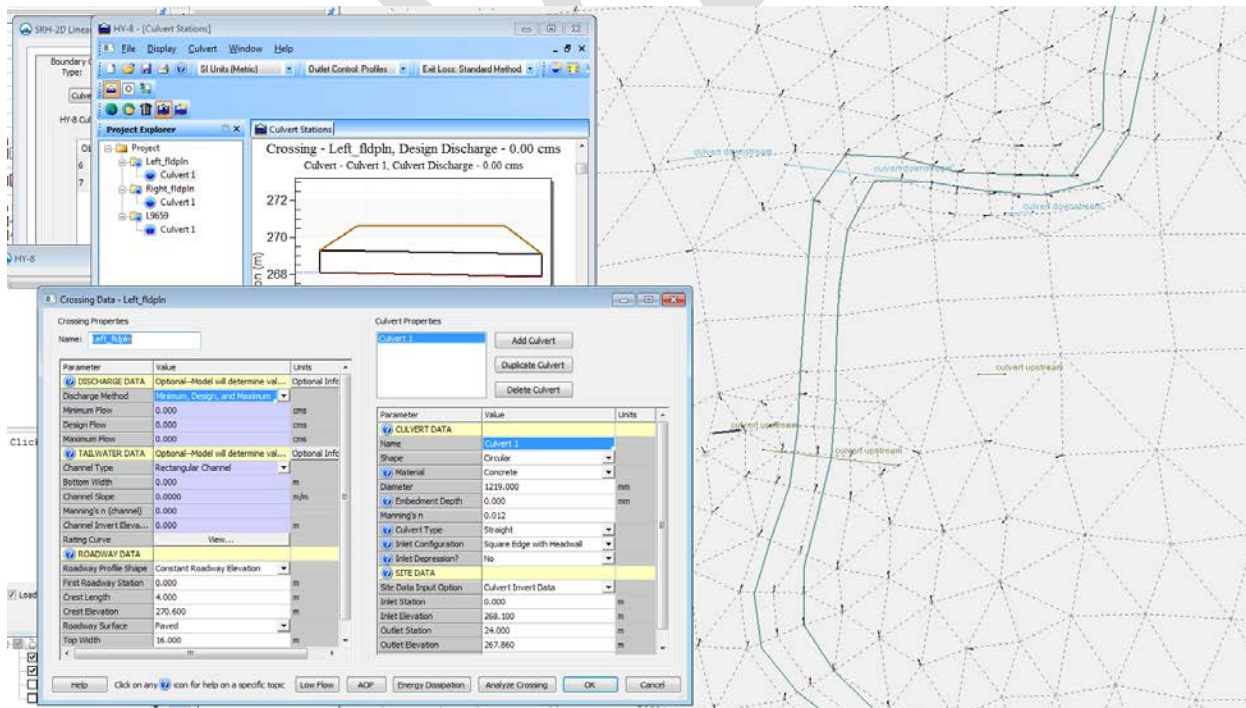 SRH-2D Linea
HY-8 - [Culvert Stations]
File Display Culvert Window Help
SI Units (Metric) Outlet Control: Profiles Exit Loss: Standard Method
Boundary
Type:
Project Explorer
Culvert Stations
Project
Left_fldpln
Culvert 1
Right_fldpln
Culvert 1
L9659
Culvert 1
Crossing - Left_fldpln, Design Discharge - 0.00 cms
Culvert - Culvert 1, Culvert Discharge - 0.00 cms
272
270
268
6
7
HY-8
culvert downstream
culvert downstream
culvert downstream
culvert upstream
culvert upstream
culvert upstream
Crossing Data - Left_fldpln
Crossing Properties
Name: Left_fldpln
Parameter Value Units
DISCHARGE DATA Optional--Model will determine val... Optional Info
Discharge Method Minimum, Design, and Maximum
Minimum Flow 0.000 cms
Design Flow 0.000 cms
Maximum Flow 0.000 cms
TAILWATER DATA Optional--Model will determine val... Optional Info
Channel Type Rectangular Channel
Bottom Width 0.000 m
Channel Slope 0.0000 m/m
Manning's n (channel) 0.000
Channel Invert Eleva... 0.000 m
Rating Curve View...
ROADWAY DATA
Roadway Profile Shape Constant Roadway Elevation
First Roadway Station 0.000 m
Crest Length 4.000 m
Crest Elevation 270.600 m
Roadway Surface Paved
Top Width 16.000 m
Culvert Properties
Culvert 1
Add Culvert
Duplicate Culvert
Delete Culvert
Parameter Value Units
CULVERT DATA
Name Culvert 1
Shape Circular
Material Concrete
Diameter 1219.000 mm
Embedment Depth 0.000 mm
Manning's n 0.012
Culvert Type Straight
Inlet Configuration Square Edge with Headwall
Inlet Depression? No
SITE DATA
Site Data Input Option Culvert Invert Data
Inlet Station 0.000 m
Inlet Elevation 268.100 m
Outlet Station 24.000 m
Outlet Elevation 267.860 m
Help Click on any icon for help on a specific topic Low Flow AOP Energy Dissipation Analyze Crossing OK Cancel
Load